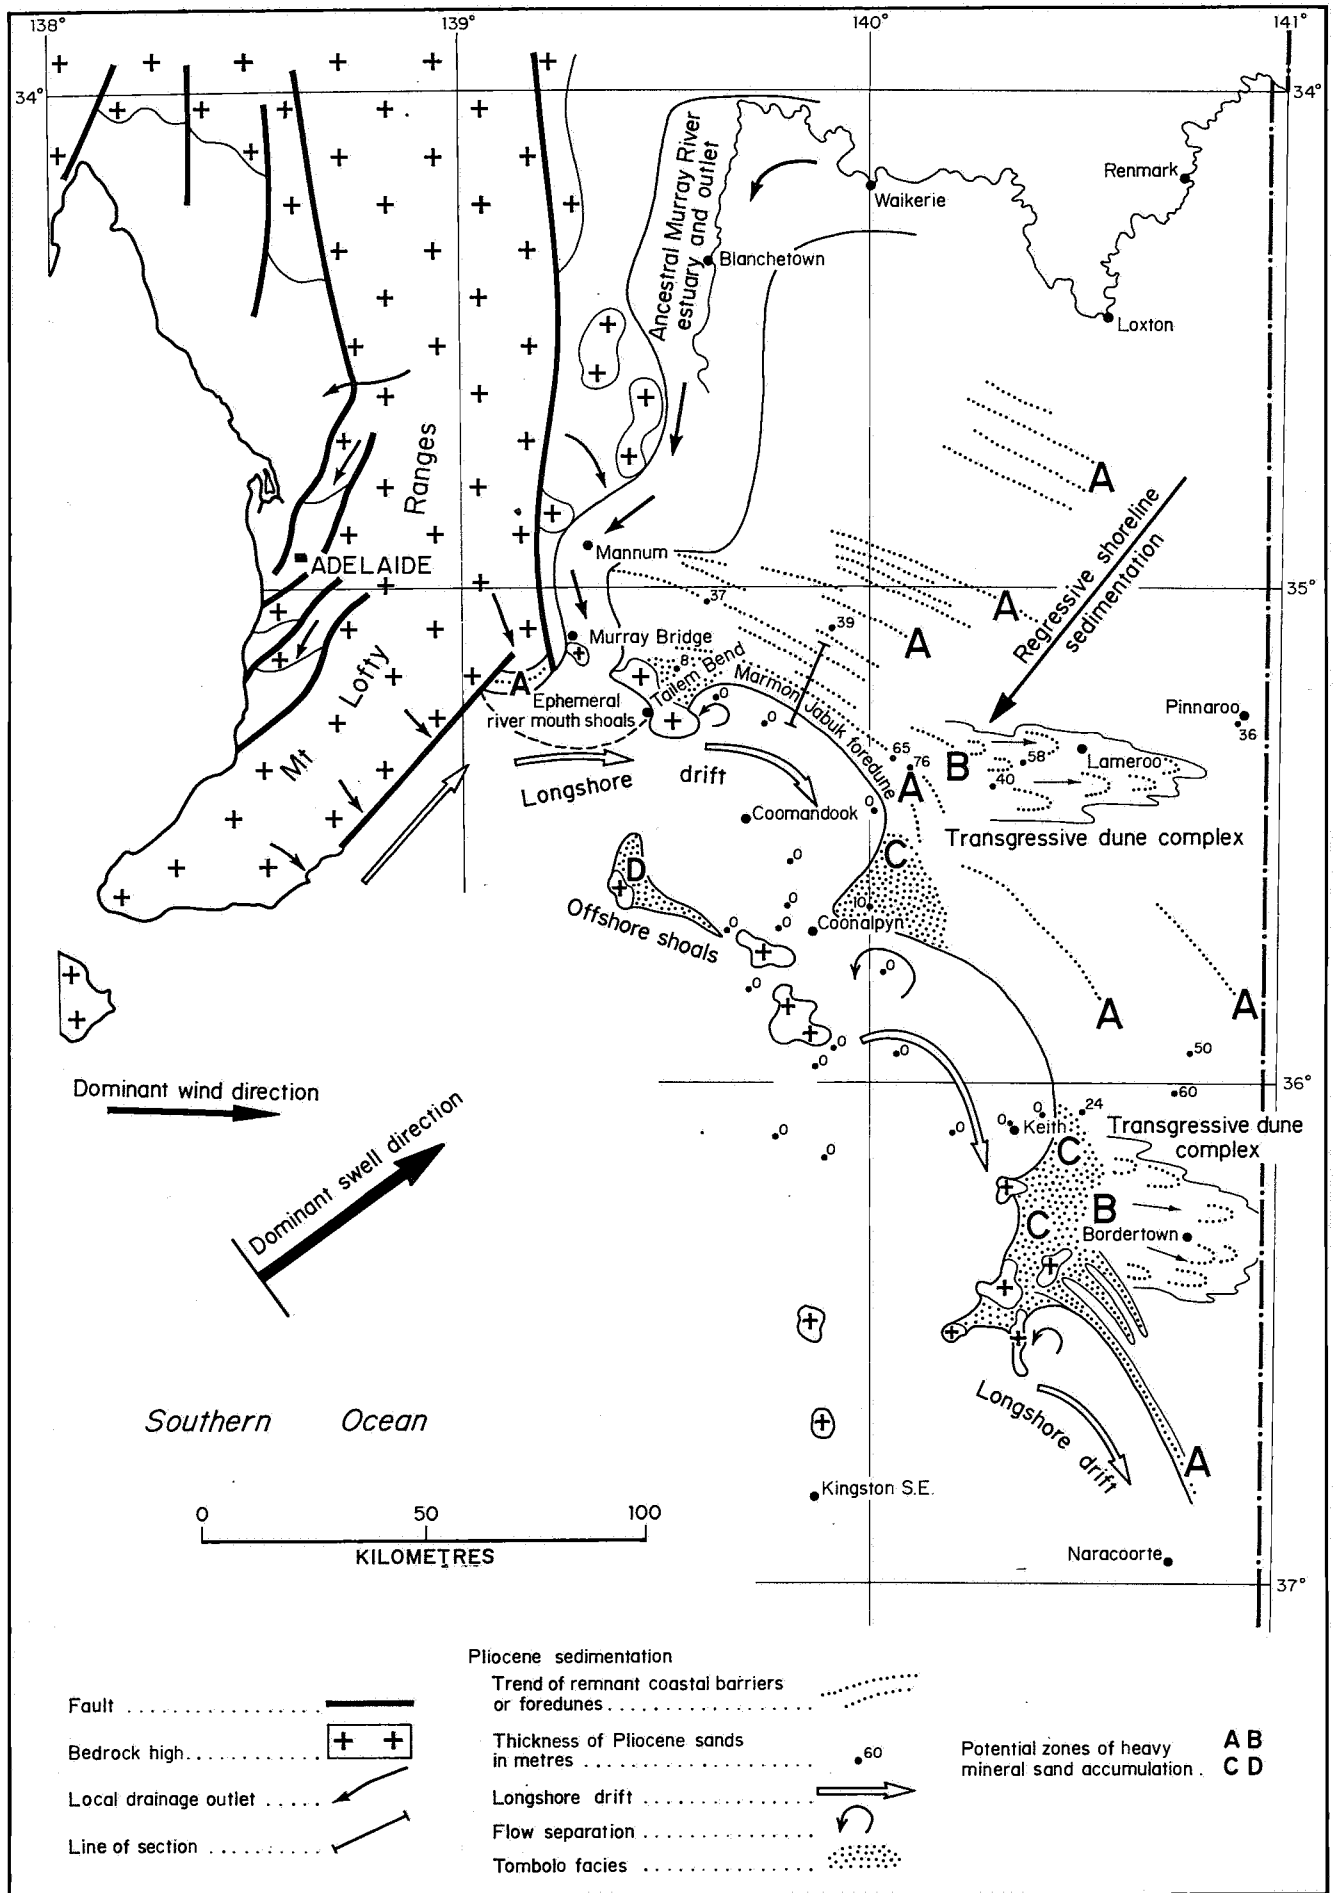 138°
139°
140°
141°
34°
34°
Renmark
Waikerie
Ancestral Murray River
estuary and outlet
Blanchetown
Loxton
A
Ranges
Regressive shoreline
sedimentation
Mannum
ADELAIDE
35°
37
A
39
A
Murray Bridge
8
Tailem Bend
A
Lofty
Ephemeral
river mouth shoals
Marmon Jabuk foredune
0
0
Pinnaroo
36
Mt
65
76
B
58
Lameroo
40
Longshore drift
A
Coomandook
0
Transgressive dune complex
C
0
D
0
10
Offshore shoals
0
0
Coonalpyn
0
0
A
A
0
0
0
50
36°
Dominant wind direction
60
24
0
0
Keith
Transgressive dune
complex
0
0
0
C
Dominant swell direction
B
C
Bordertown
Southern Ocean
Longshore drift
A
Kingston S.E.
0 50 100
KILOMETRES
Naracoorte
37°
Pliocene sedimentation
Trend of remnant coastal barriers
or foredunes
Fault
Thickness of Pliocene sands
in metres
60
Bedrock high
Potential zones of heavy
mineral sand accumulation.
A B
C D
Longshore drift
Local drainage outlet
Flow separation
Line of section
Tombolo facies